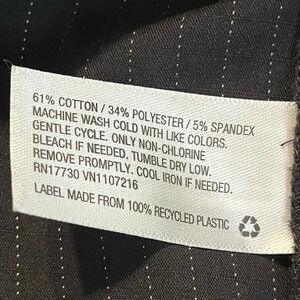 61% COTTON / 34% POLYESTER / 5% SPANDEX
MACHINE WASH COLD WITH LIKE COLORS.
GENTLE CYCLE. ONLY NON-CHLORINE
BLEACH IF NEEDED. TUMBLE DRY LOW.
REMOVE PROMPTLY. COOL IRON IF NEEDED.
RN17730 VN1107216
LABEL MADE FROM 100% RECYCLED PLASTIC